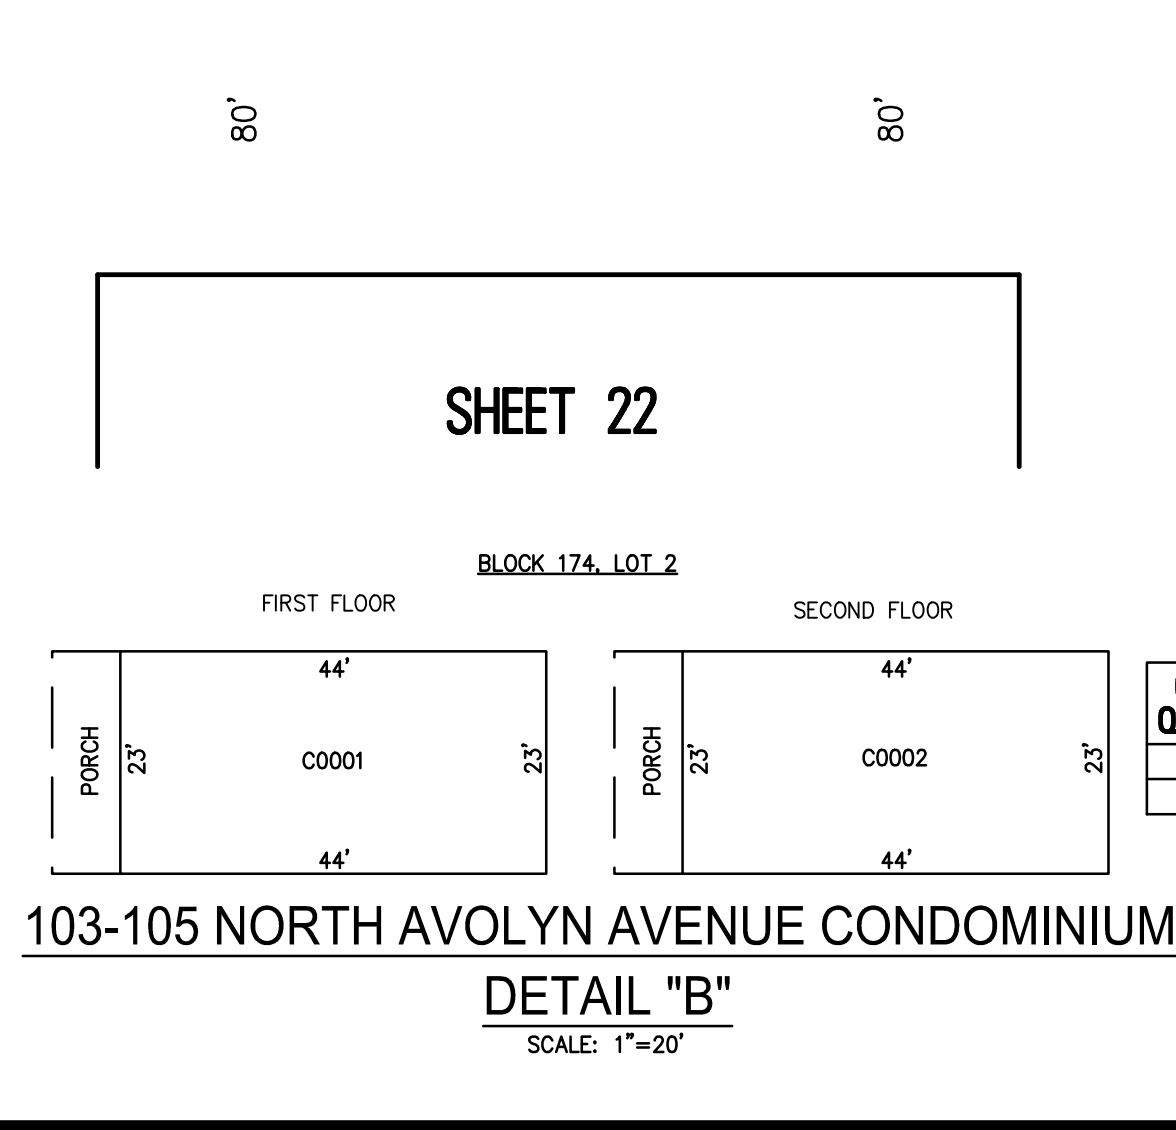 80'
80'
SHEET 22
BLOCK 174, LOT 2
FIRST FLOOR
SECOND FLOOR
44'
PORCH
23'
C0001
23'
44'
44'
PORCH
23'
C0002
23'
44'
103-105 NORTH AVOLYN AVENUE CONDOMINIUM
DETAIL "B"
SCALE: 1"=20'